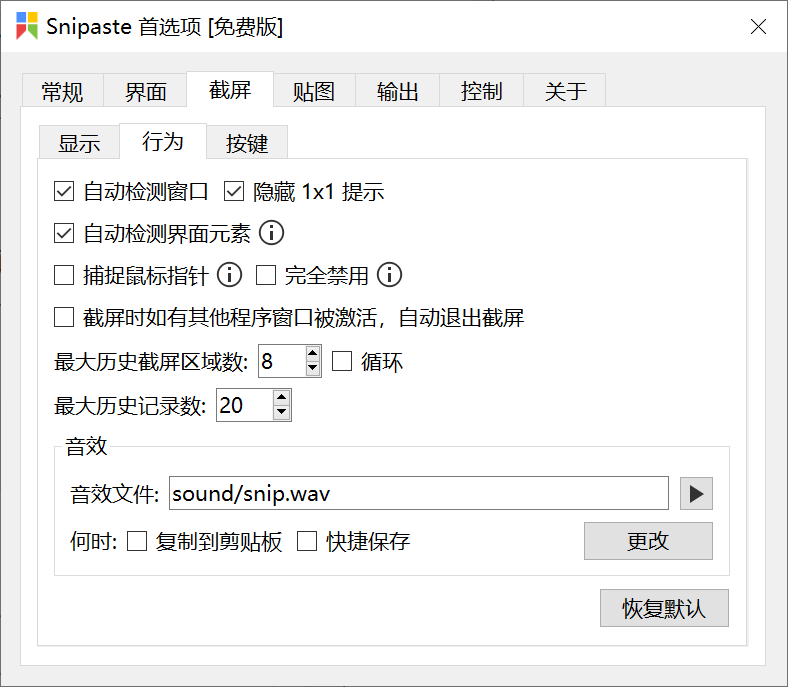 Snipaste 首选项 [免费版]
常规 界面 截屏 贴图 输出 控制 关于
显示 行为 按键
自动检测窗口 隐藏 1x1 提示
自动检测界面元素
捕捉鼠标指针 完全禁用
截屏时如有其他程序窗口被激活，自动退出截屏
最大历史截屏区域数: 8 循环
最大历史记录数: 20
音效
音效文件: sound/snip.wav
何时: 复制到剪贴板 快捷保存 更改
恢复默认